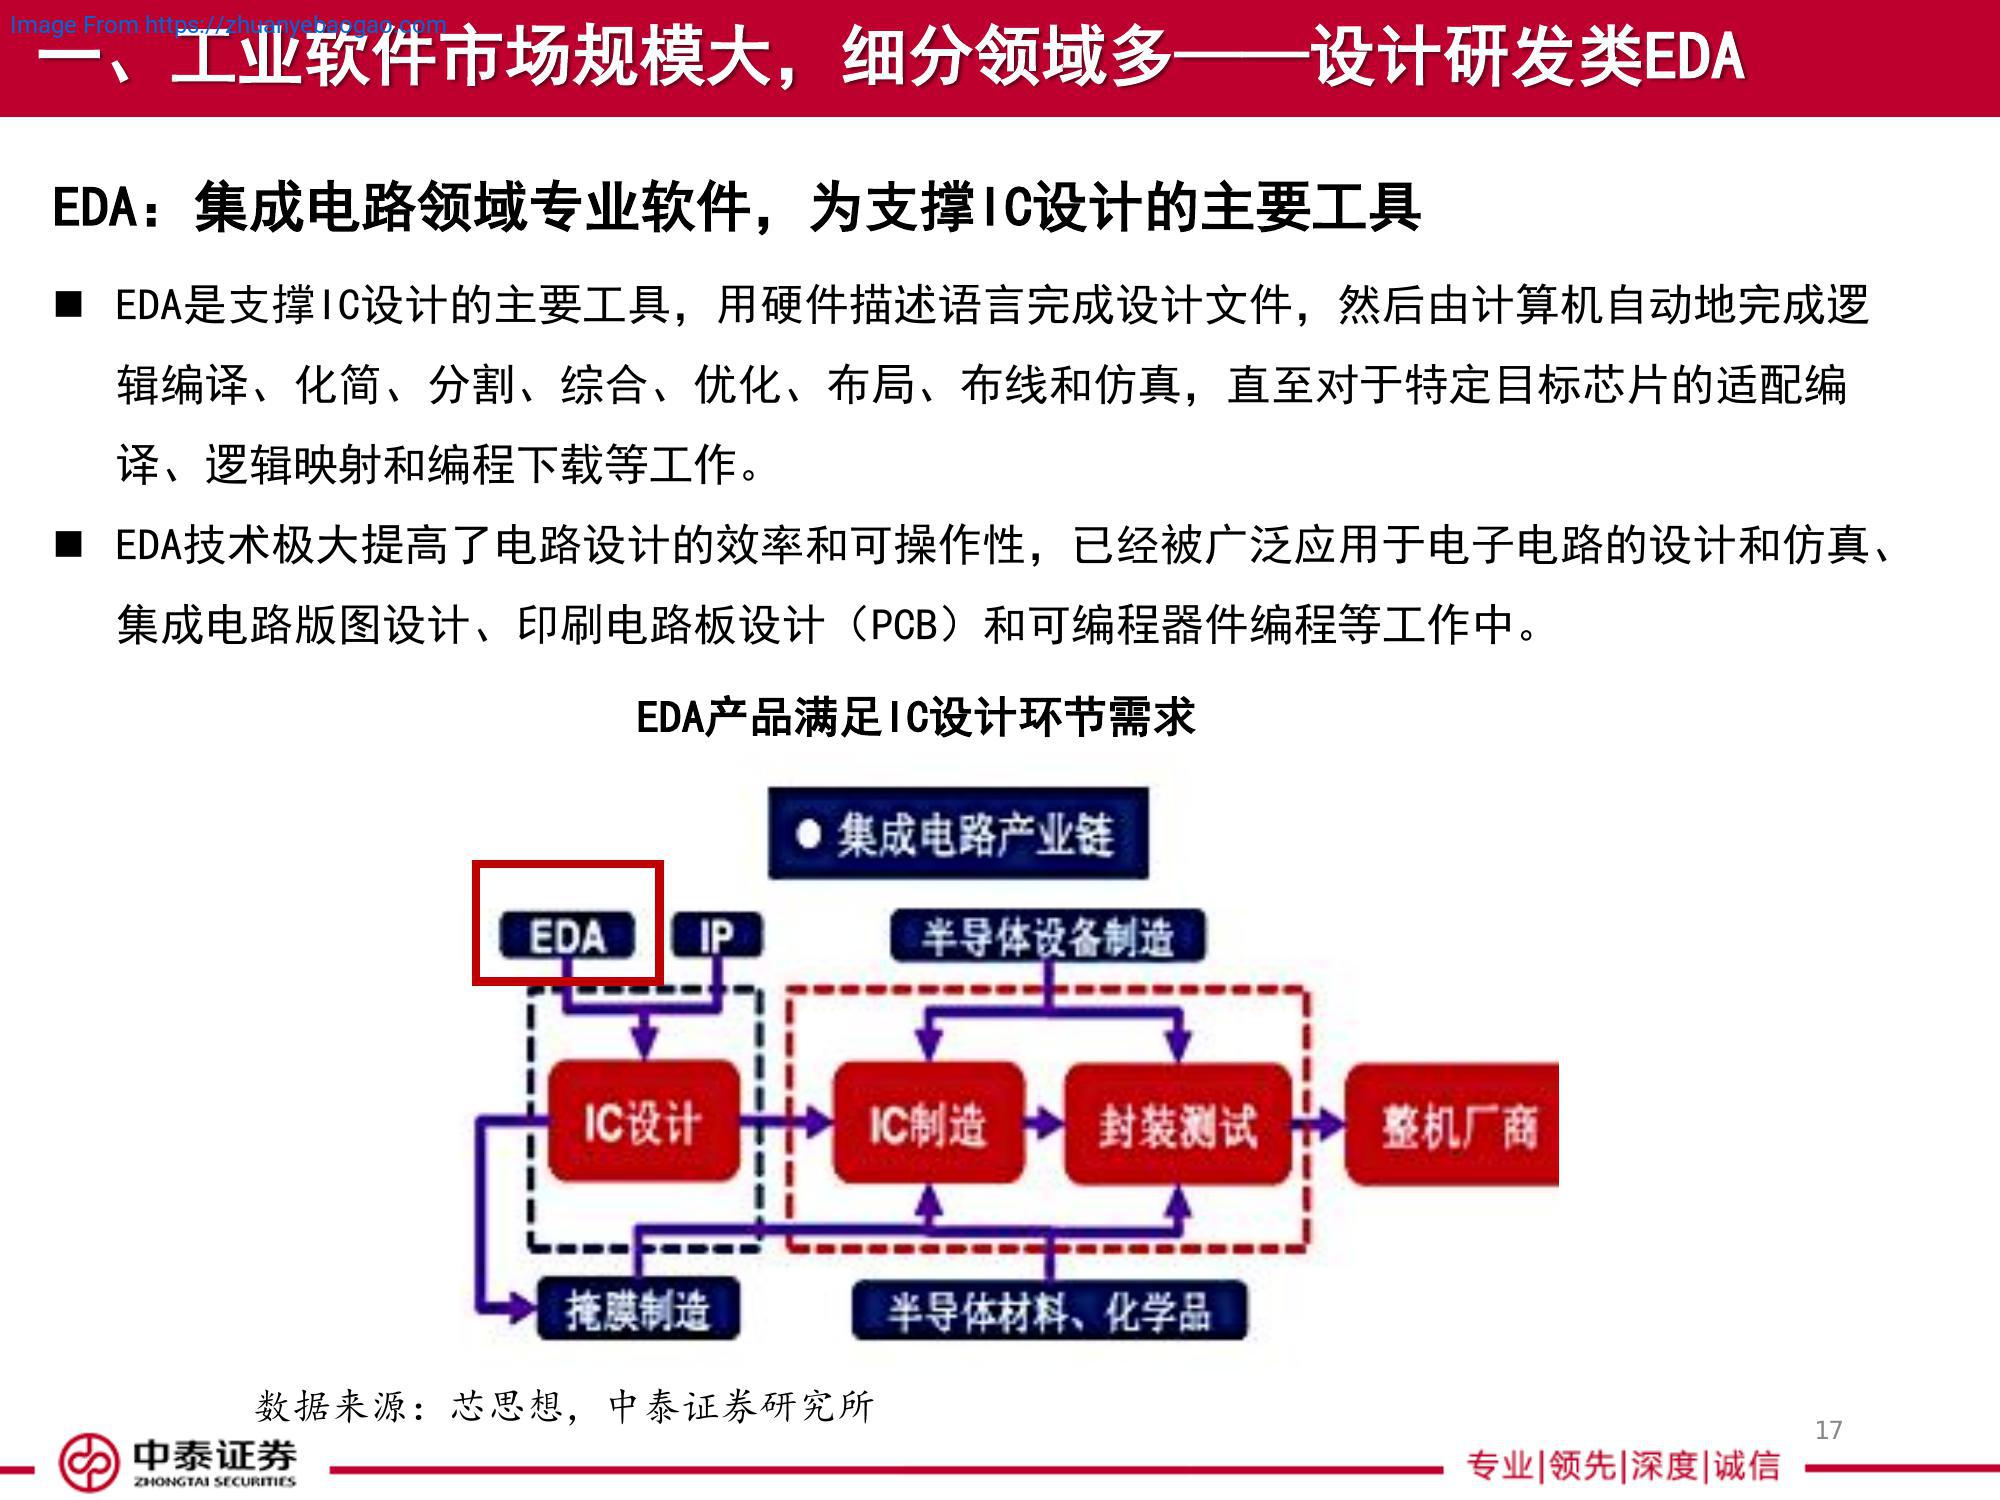 Image From https://zhuanyebaogao.com
一、工业软件市场规模大，细分领域多——设计研发类EDA
EDA：集成电路领域专业软件，为支撑IC设计的主要工具
■ EDA是支撑IC设计的主要工具，用硬件描述语言完成设计文件，然后由计算机自动地完成逻
辑编译、化简、分割、综合、优化、布局、布线和仿真，直至对于特定目标芯片的适配编
译、逻辑映射和编程下载等工作。
■ EDA技术极大提高了电路设计的效率和可操作性，已经被广泛应用于电子电路的设计和仿真、
集成电路版图设计、印刷电路板设计（PCB）和可编程器件编程等工作中。
EDA产品满足IC设计环节需求
● 集成电路产业链
EDA
IP
半导体设备制造
IC设计
IC制造
封装测试
整机厂商
掩膜制造
半导体材料、化学品
数据来源：芯思想，中泰证券研究所
17
中泰证券
ZHONGTAI SECURITIES
专业|领先|深度|诚信